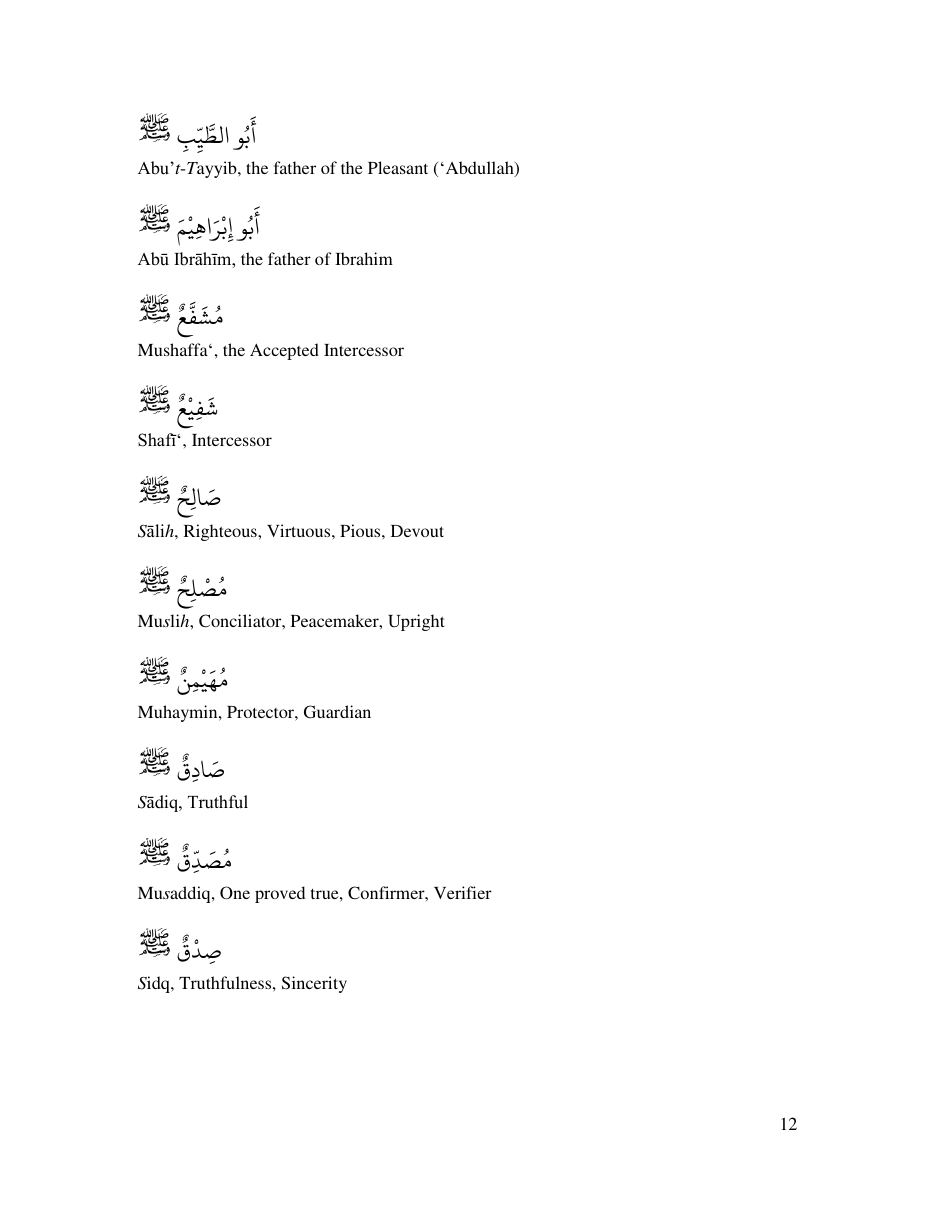 أَبُو الطَّيِّبِ ﷺ
Abu’t-Tayyib, the father of the Pleasant (‘Abdullah)
أَبُو إِبْرَاهِيْمَ ﷺ
Abū Ibrāhīm, the father of Ibrahim
مُشَفَّعٌ ﷺ
Mushaffa‘, the Accepted Intercessor
شَفِيْعٌ ﷺ
Shafī‘, Intercessor
صَالِحٌ ﷺ
Sālih, Righteous, Virtuous, Pious, Devout
مُصْلِحٌ ﷺ
Muslih, Conciliator, Peacemaker, Upright
مُهَيْمِنٌ ﷺ
Muhaymin, Protector, Guardian
صَادِقٌ ﷺ
Sādiq, Truthful
مُصَدِّقٌ ﷺ
Musaddiq, One proved true, Confirmer, Verifier
صِدْقٌ ﷺ
Sidq, Truthfulness, Sincerity
12